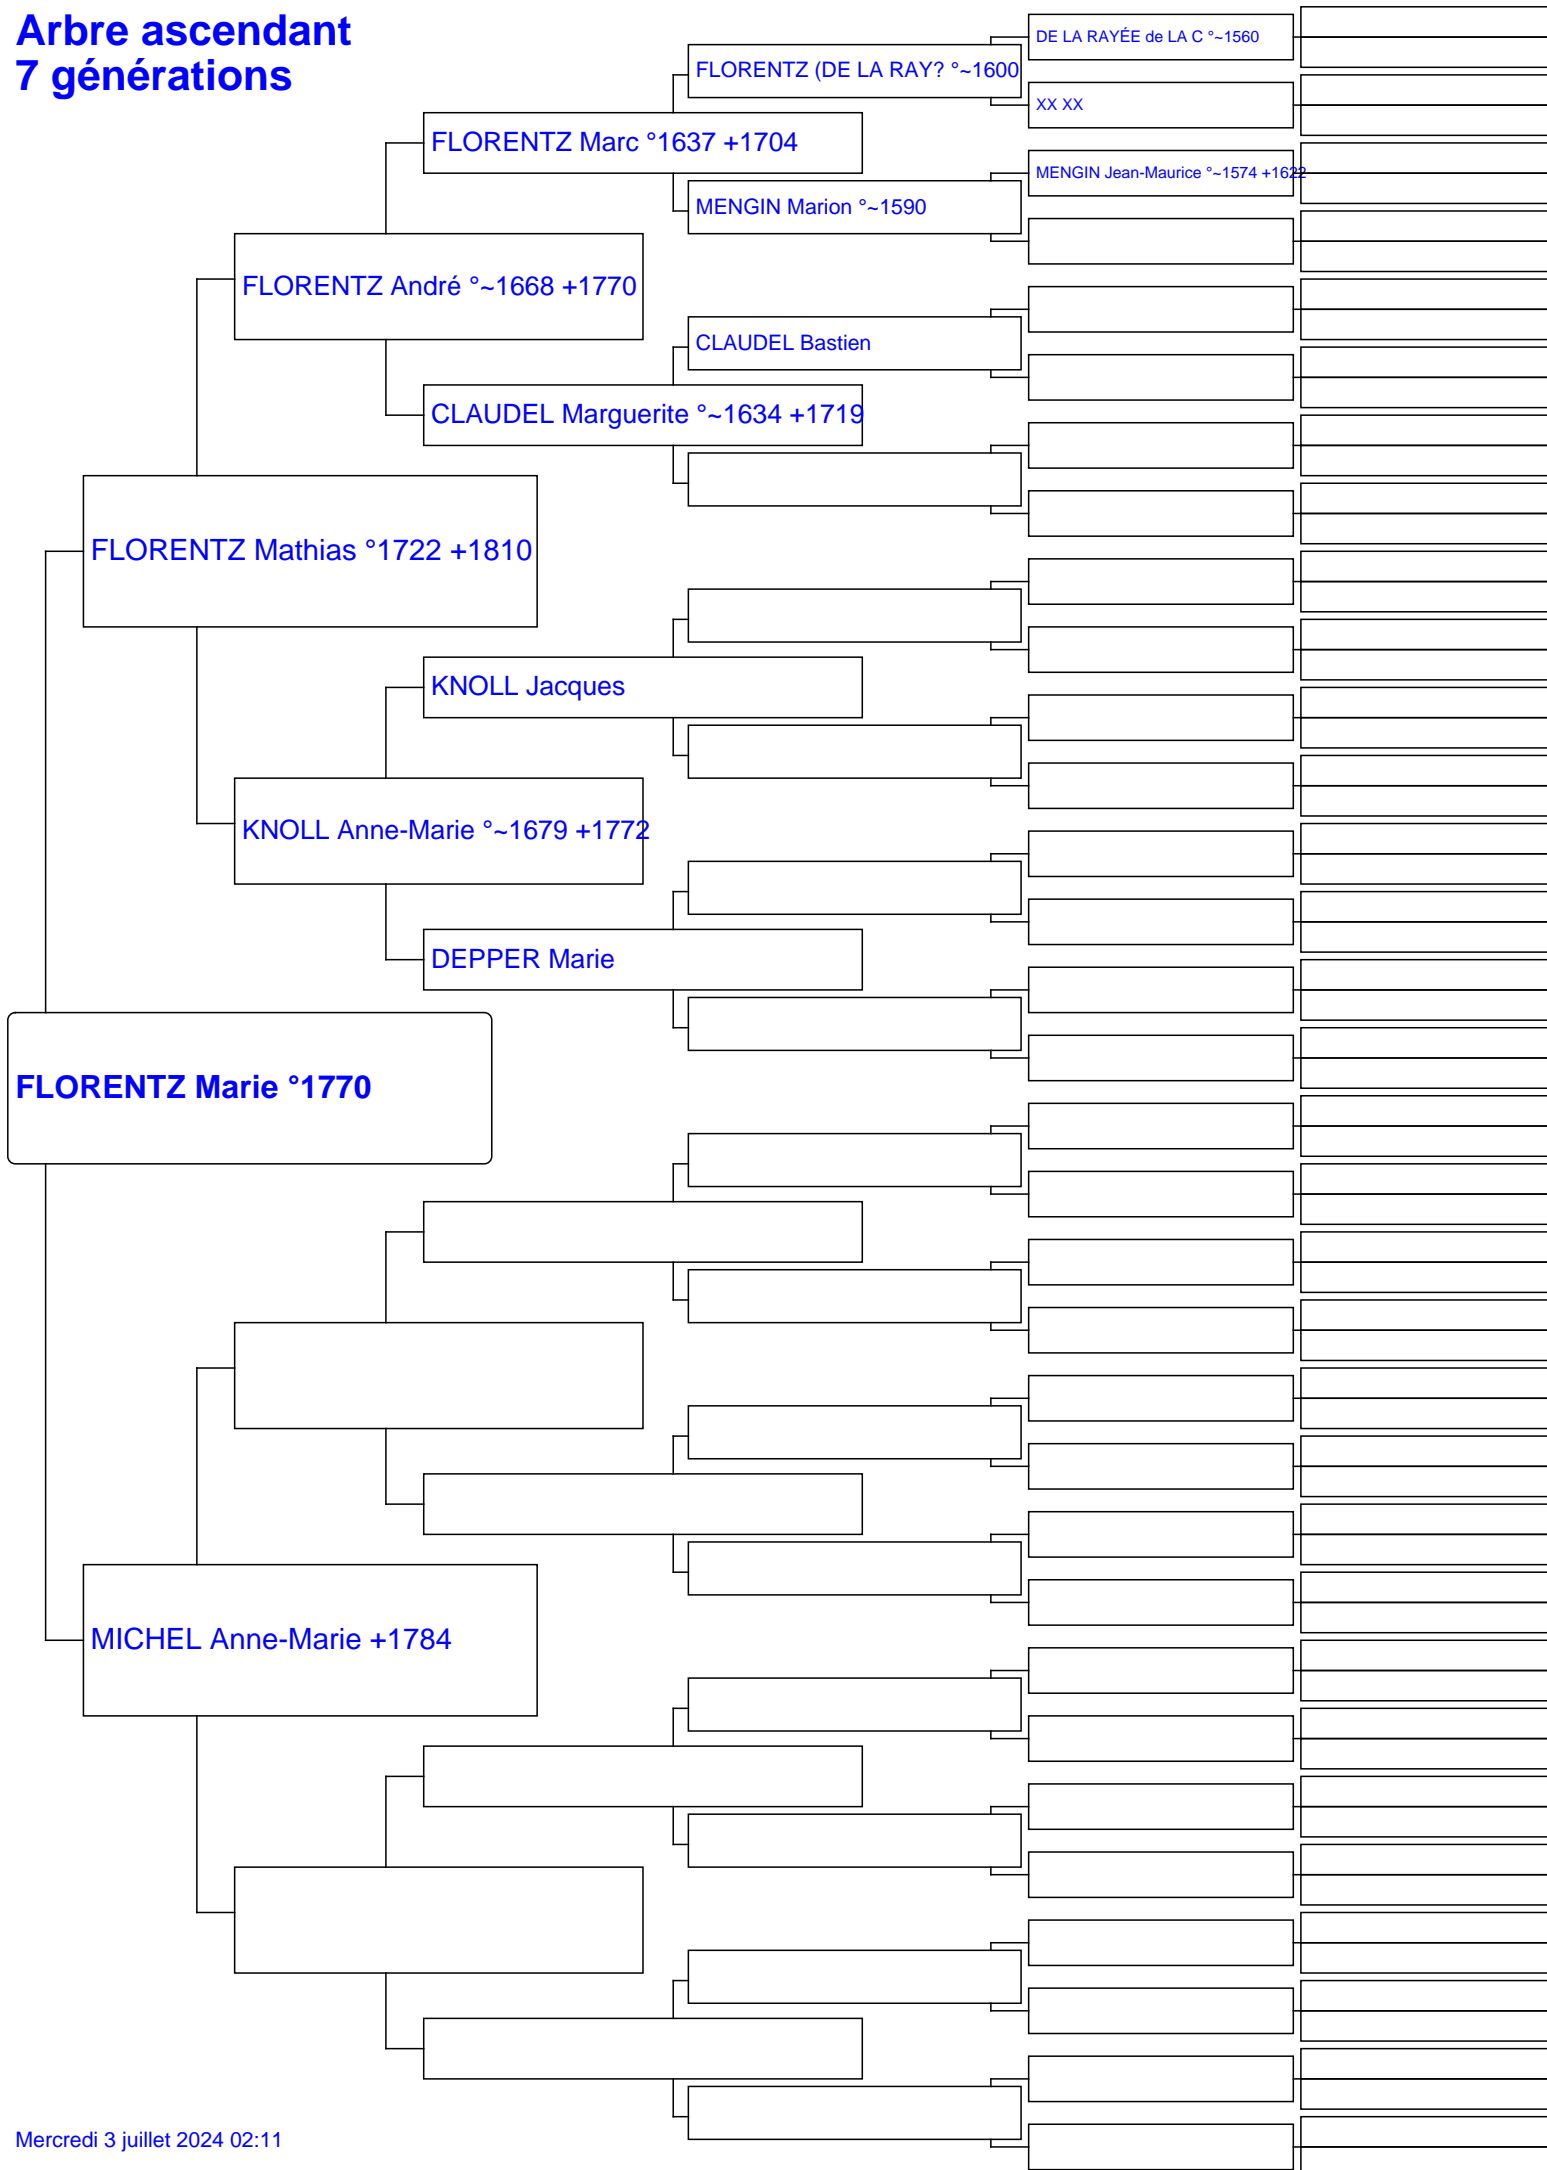 Arbre ascendant
7 générations
DE LA RAYÉE de LA C °~1560
FLORENTZ (DE LA RAY? °~1600
XX XX
FLORENTZ Marc °1637 +1704
MENGIN Jean-Maurice °~1574 +1622
MENGIN Marion °~1590
FLORENTZ André °~1668 +1770
CLAUDEL Bastien
CLAUDEL Marguerite °~1634 +1719
FLORENTZ Mathias °1722 +1810
KNOLL Jacques
KNOLL Anne-Marie °~1679 +1772
DEPPER Marie
FLORENTZ Marie °1770
MICHEL Anne-Marie +1784
Mercredi 3 juillet 2024 02:11